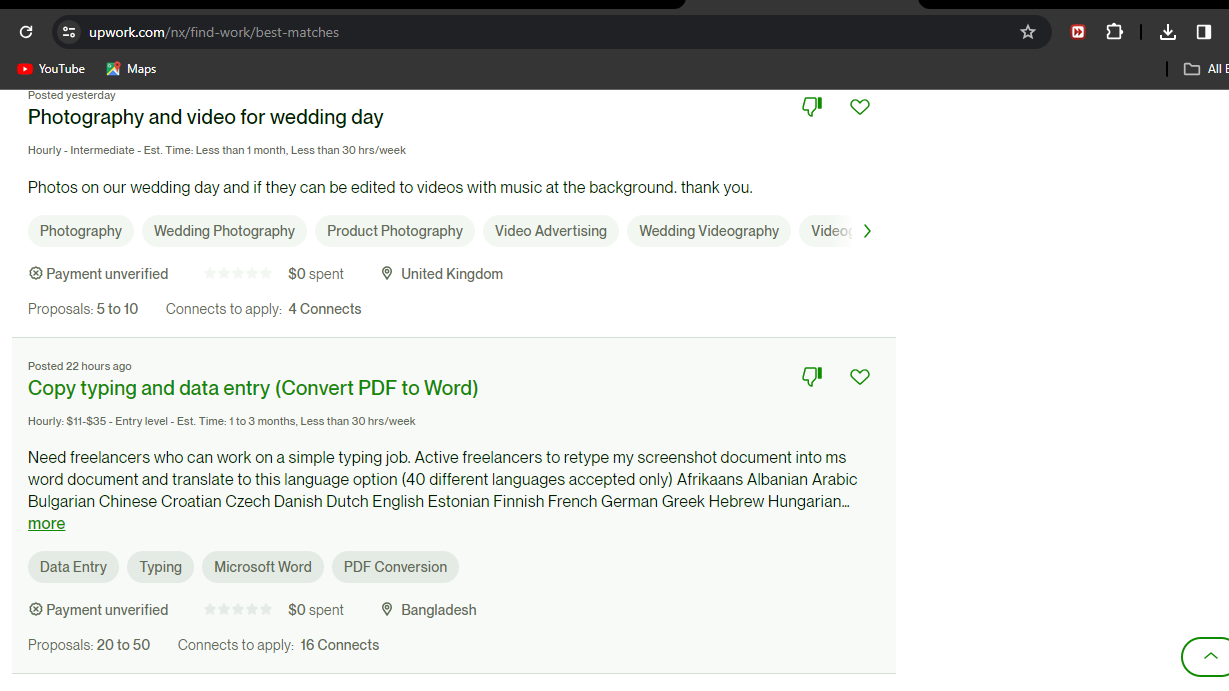 upwork.com/nx/find-work/best-matches
YouTube Maps All
Posted yesterday
Photography and video for wedding day
Hourly - Intermediate - Est. Time: Less than 1 month, Less than 30 hrs/week
Photos on our wedding day and if they can be edited to videos with music at the background. thank you.
Photography Wedding Photography Product Photography Video Advertising Wedding Videography
Payment unverified $0 spent United Kingdom
Proposals: 5 to 10 Connects to apply: 4 Connects
Posted 22 hours ago
Copy typing and data entry (Convert PDF to Word)
Hourly: $11-$35 - Entry level - Est. Time: 1 to 3 months, Less than 30 hrs/week
Need freelancers who can work on a simple typing job. Active freelancers to retype my screenshot document into ms
word document and translate to this language option (40 different languages accepted only) Afrikaans Albanian Arabic
Bulgarian Chinese Croatian Czech Danish Dutch English Estonian Finnish French German Greek Hebrew Hungarian...
more
Data Entry Typing Microsoft Word PDF Conversion
Payment unverified $0 spent Bangladesh
Proposals: 20 to 50 Connects to apply: 16 Connects